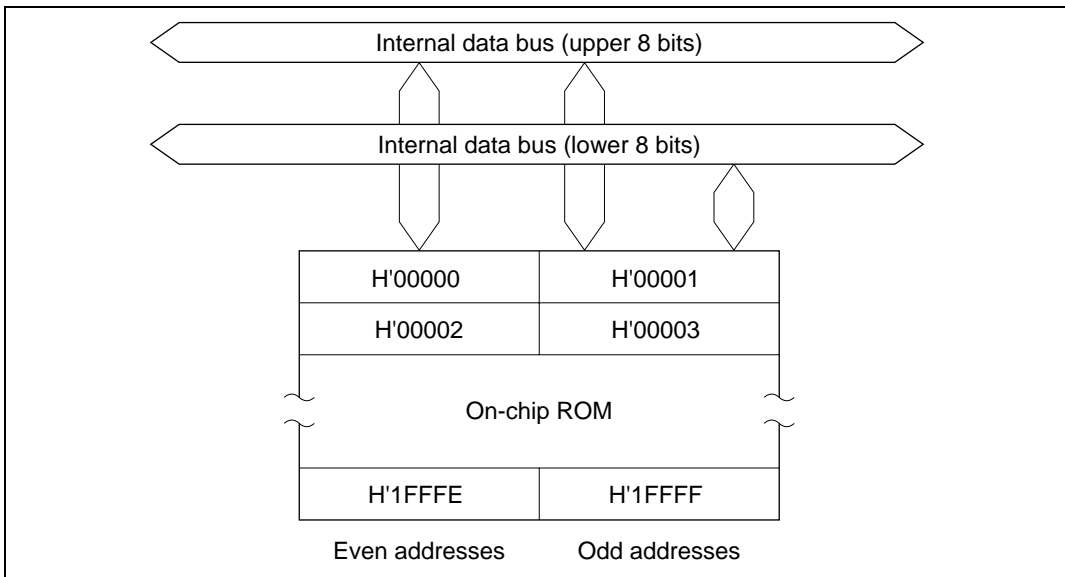 Internal data bus (upper 8 bits)
Internal data bus (lower 8 bits)
H'00000 H'00001
H'00002 H'00003
On-chip ROM
H'1FFFE H'1FFFF
Even addresses Odd addresses